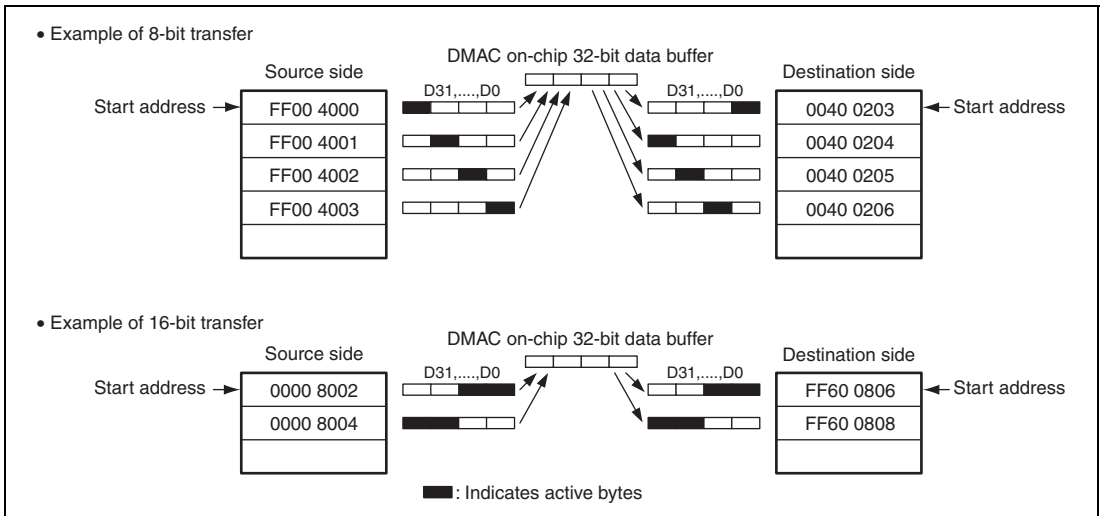 • Example of 8-bit transfer
DMAC on-chip 32-bit data buffer
Source side
Destination side
D31,....,D0
D31,....,D0
Start address
FF00 4000
0040 0203
Start address
FF00 4001
0040 0204
FF00 4002
0040 0205
FF00 4003
0040 0206
• Example of 16-bit transfer
DMAC on-chip 32-bit data buffer
Source side
Destination side
D31,....,D0
D31,....,D0
Start address
0000 8002
FF60 0806
Start address
0000 8004
FF60 0808
: Indicates active bytes